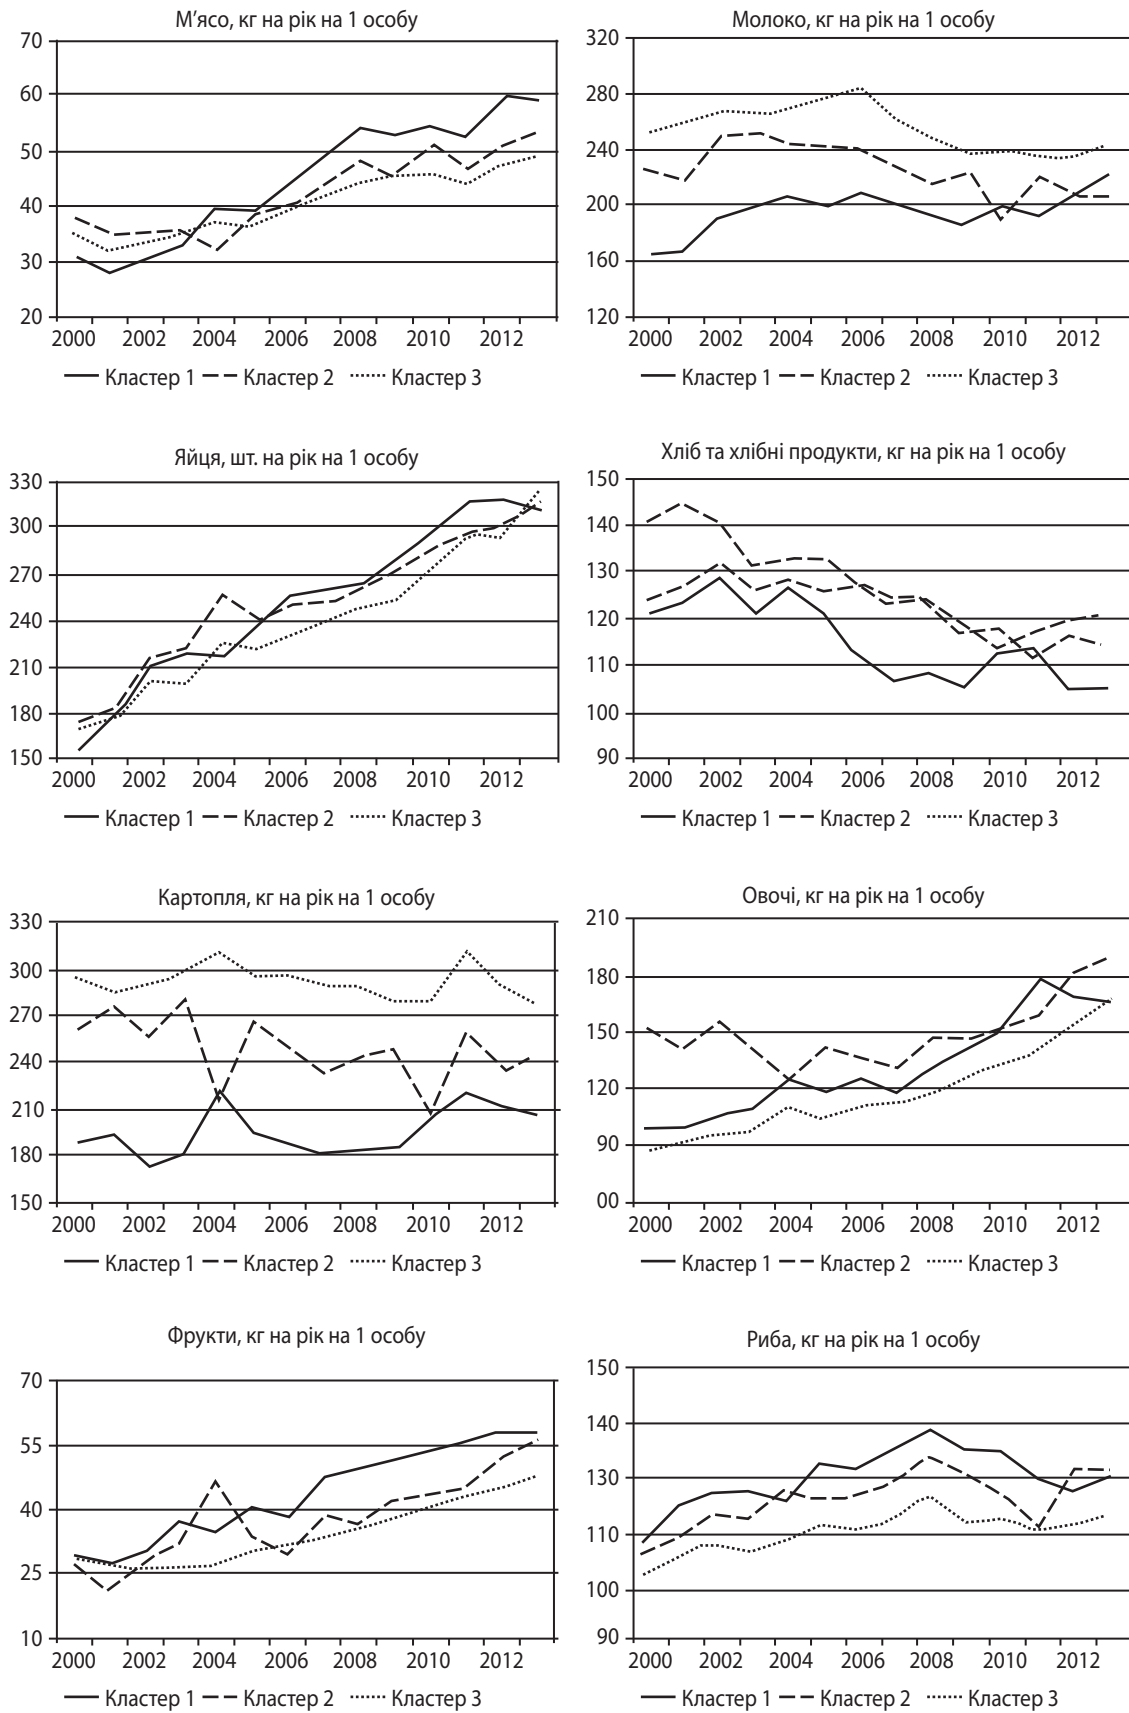 М'ясо, кг на рік на 1 особу
70
60
50
40
30
20
2000 2002 2004 2006 2008 2010 2012
Кластер 1 Кластер 2 Кластер 3
Молоко, кг на рік на 1 особу
320
280
240
200
160
120
2000 2002 2004 2006 2008 2010 2012
Кластер 1 Кластер 2 Кластер 3
Яйця, шт. на рік на 1 особу
330
300
270
240
210
180
150
2000 2002 2004 2006 2008 2010 2012
Кластер 1 Кластер 2 Кластер 3
Хліб та хлібні продукти, кг на рік на 1 особу
150
140
130
120
110
100
90
2000 2002 2004 2006 2008 2010 2012
Кластер 1 Кластер 2 Кластер 3
Картопля, кг на рік на 1 особу
330
300
270
240
210
180
150
2000 2002 2004 2006 2008 2010 2012
Кластер 1 Кластер 2 Кластер 3
Овочі, кг на рік на 1 особу
210
180
150
120
90
00
2000 2002 2004 2006 2008 2010 2012
Кластер 1 Кластер 2 Кластер 3
Фрукти, кг на рік на 1 особу
70
55
40
25
10
2000 2002 2004 2006 2008 2010 2012
Кластер 1 Кластер 2 Кластер 3
Риба, кг на рік на 1 особу
150
140
130
110
100
90
2000 2002 2004 2006 2008 2010 2012
Кластер 1 Кластер 2 Кластер 3